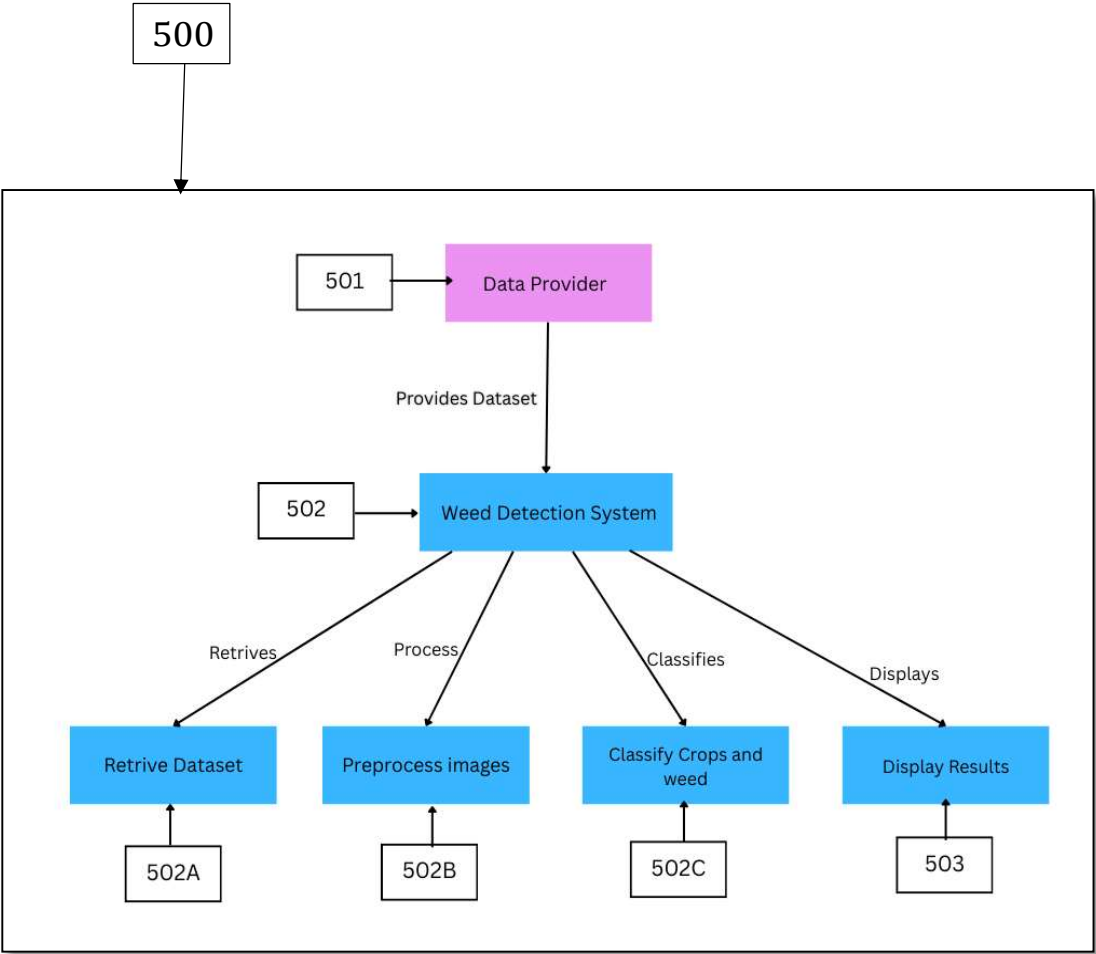 500
501
Data Provider
Provides Dataset
502
Weed Detection System
Retrives
Process
Classifies
Displays
Retrive Dataset
Preprocess images
Classify Crops and
weed
Display Results
502A
502B
502C
503